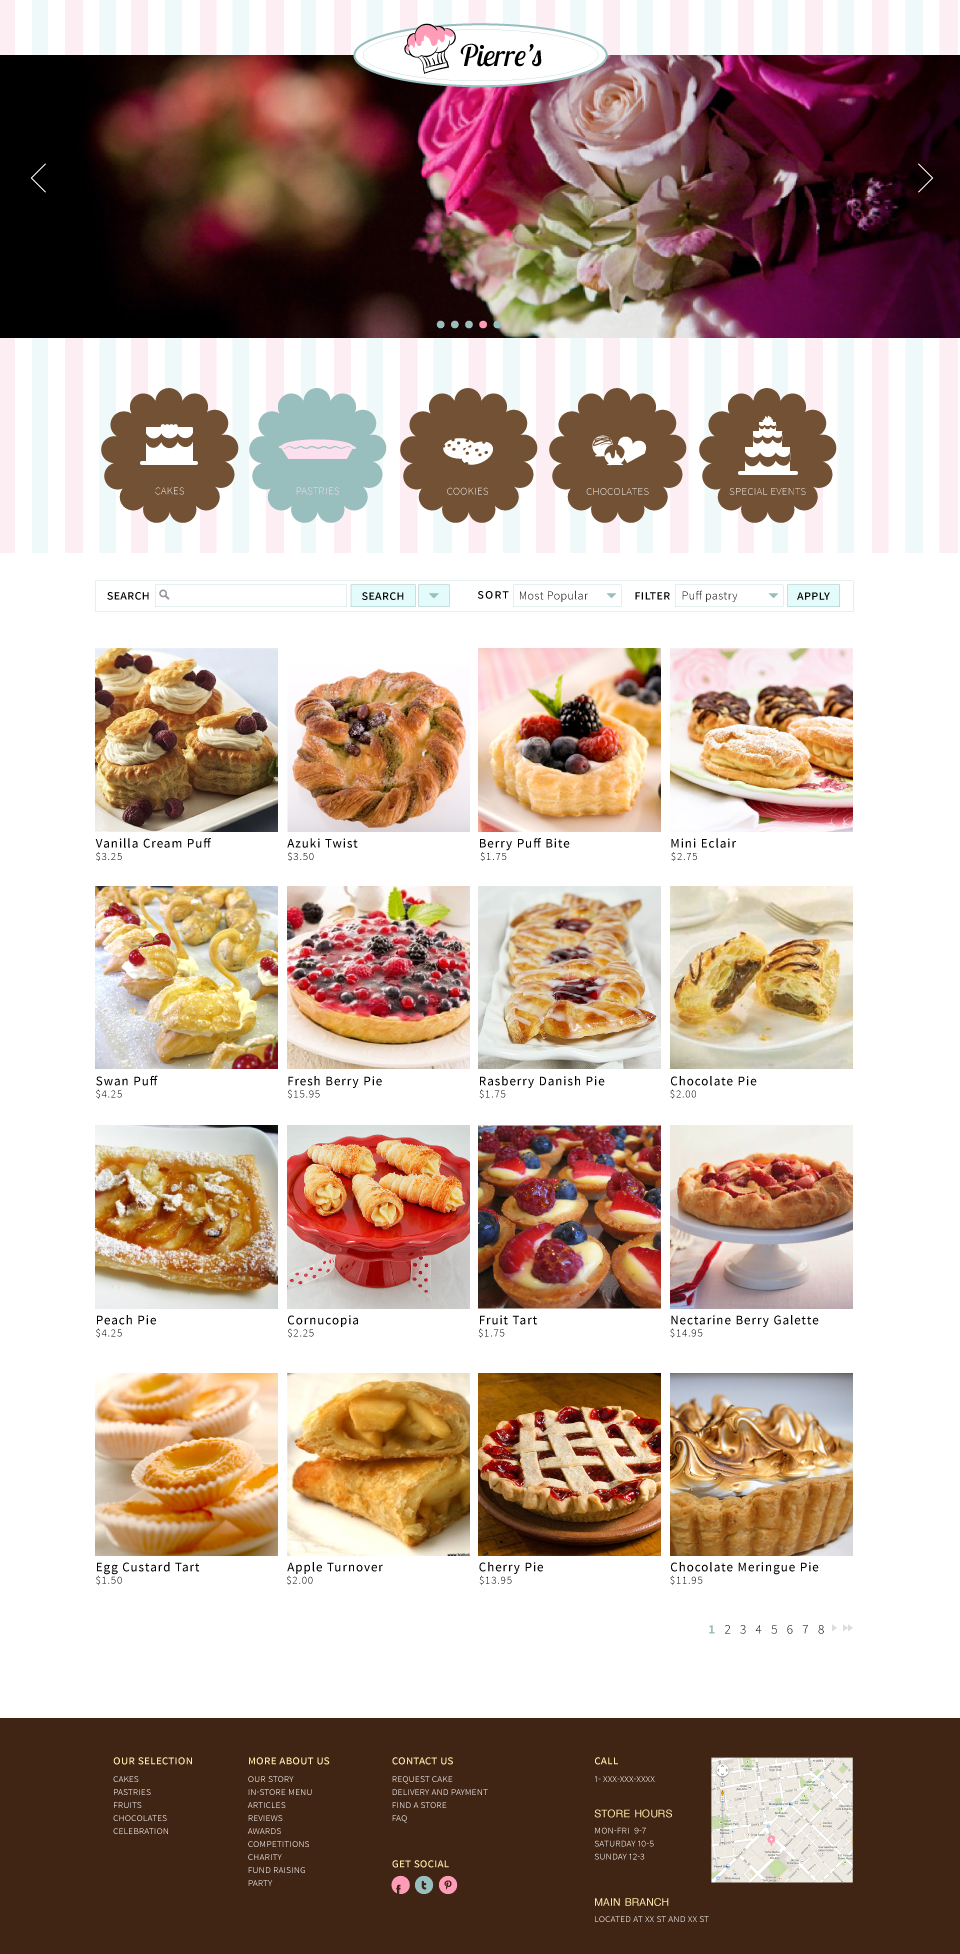 Pierre's
CAKES
PASTRIES
COOKIES
CHOCOLATES
SPECIAL EVENTS
SEARCH
SEARCH
SORT
Most Popular
FILTER
Puff pastry
APPLY
Vanilla Cream Puff
$3.25
Azuki Twist
$3.50
Berry Puff Bite
$1.75
Mini Eclair
$2.75
Swan Puff
$4.25
Fresh Berry Pie
$15.95
Rasberry Danish Pie
$1.75
Chocolate Pie
$2.00
Peach Pie
$4.25
Cornucopia
$2.25
Fruit Tart
$1.75
Nectarine Berry Galette
$14.95
Egg Custard Tart
$1.50
Apple Turnover
$2.00
Cherry Pie
$13.95
Chocolate Meringue Pie
$11.95
1 2 3 4 5 6 7 8
OUR SELECTION
CAKES
PASTRIES
FRUITS
CHOCOLATES
CELEBRATION
MORE ABOUT US
OUR STORY
IN-STORE MENU
ARTICLES
REVIEWS
AWARDS
COMPETITIONS
CHARITY
FUND RAISING
PARTY
CONTACT US
REQUEST CAKE
DELIVERY AND PAYMENT
FIND A STORE
FAQ
GET SOCIAL
CALL
1- XXX-XXX-XXXX
STORE HOURS
MON-FRI 9-7
SATURDAY 10-5
SUNDAY 12-3
MAIN BRANCH
LOCATED AT XX ST AND XX ST